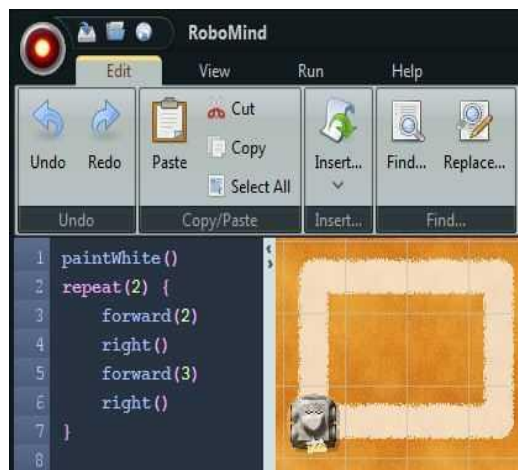 RoboMind
Edit View Run Help
Undo Redo Paste Cut Copy Select All Insert... Find... Replace...
Undo Copy/Paste Insert... Find...
1 paintWhite()
2 repeat(2) {
3 forward(2)
4 right()
5 forward(3)
6 right()
7 }
8